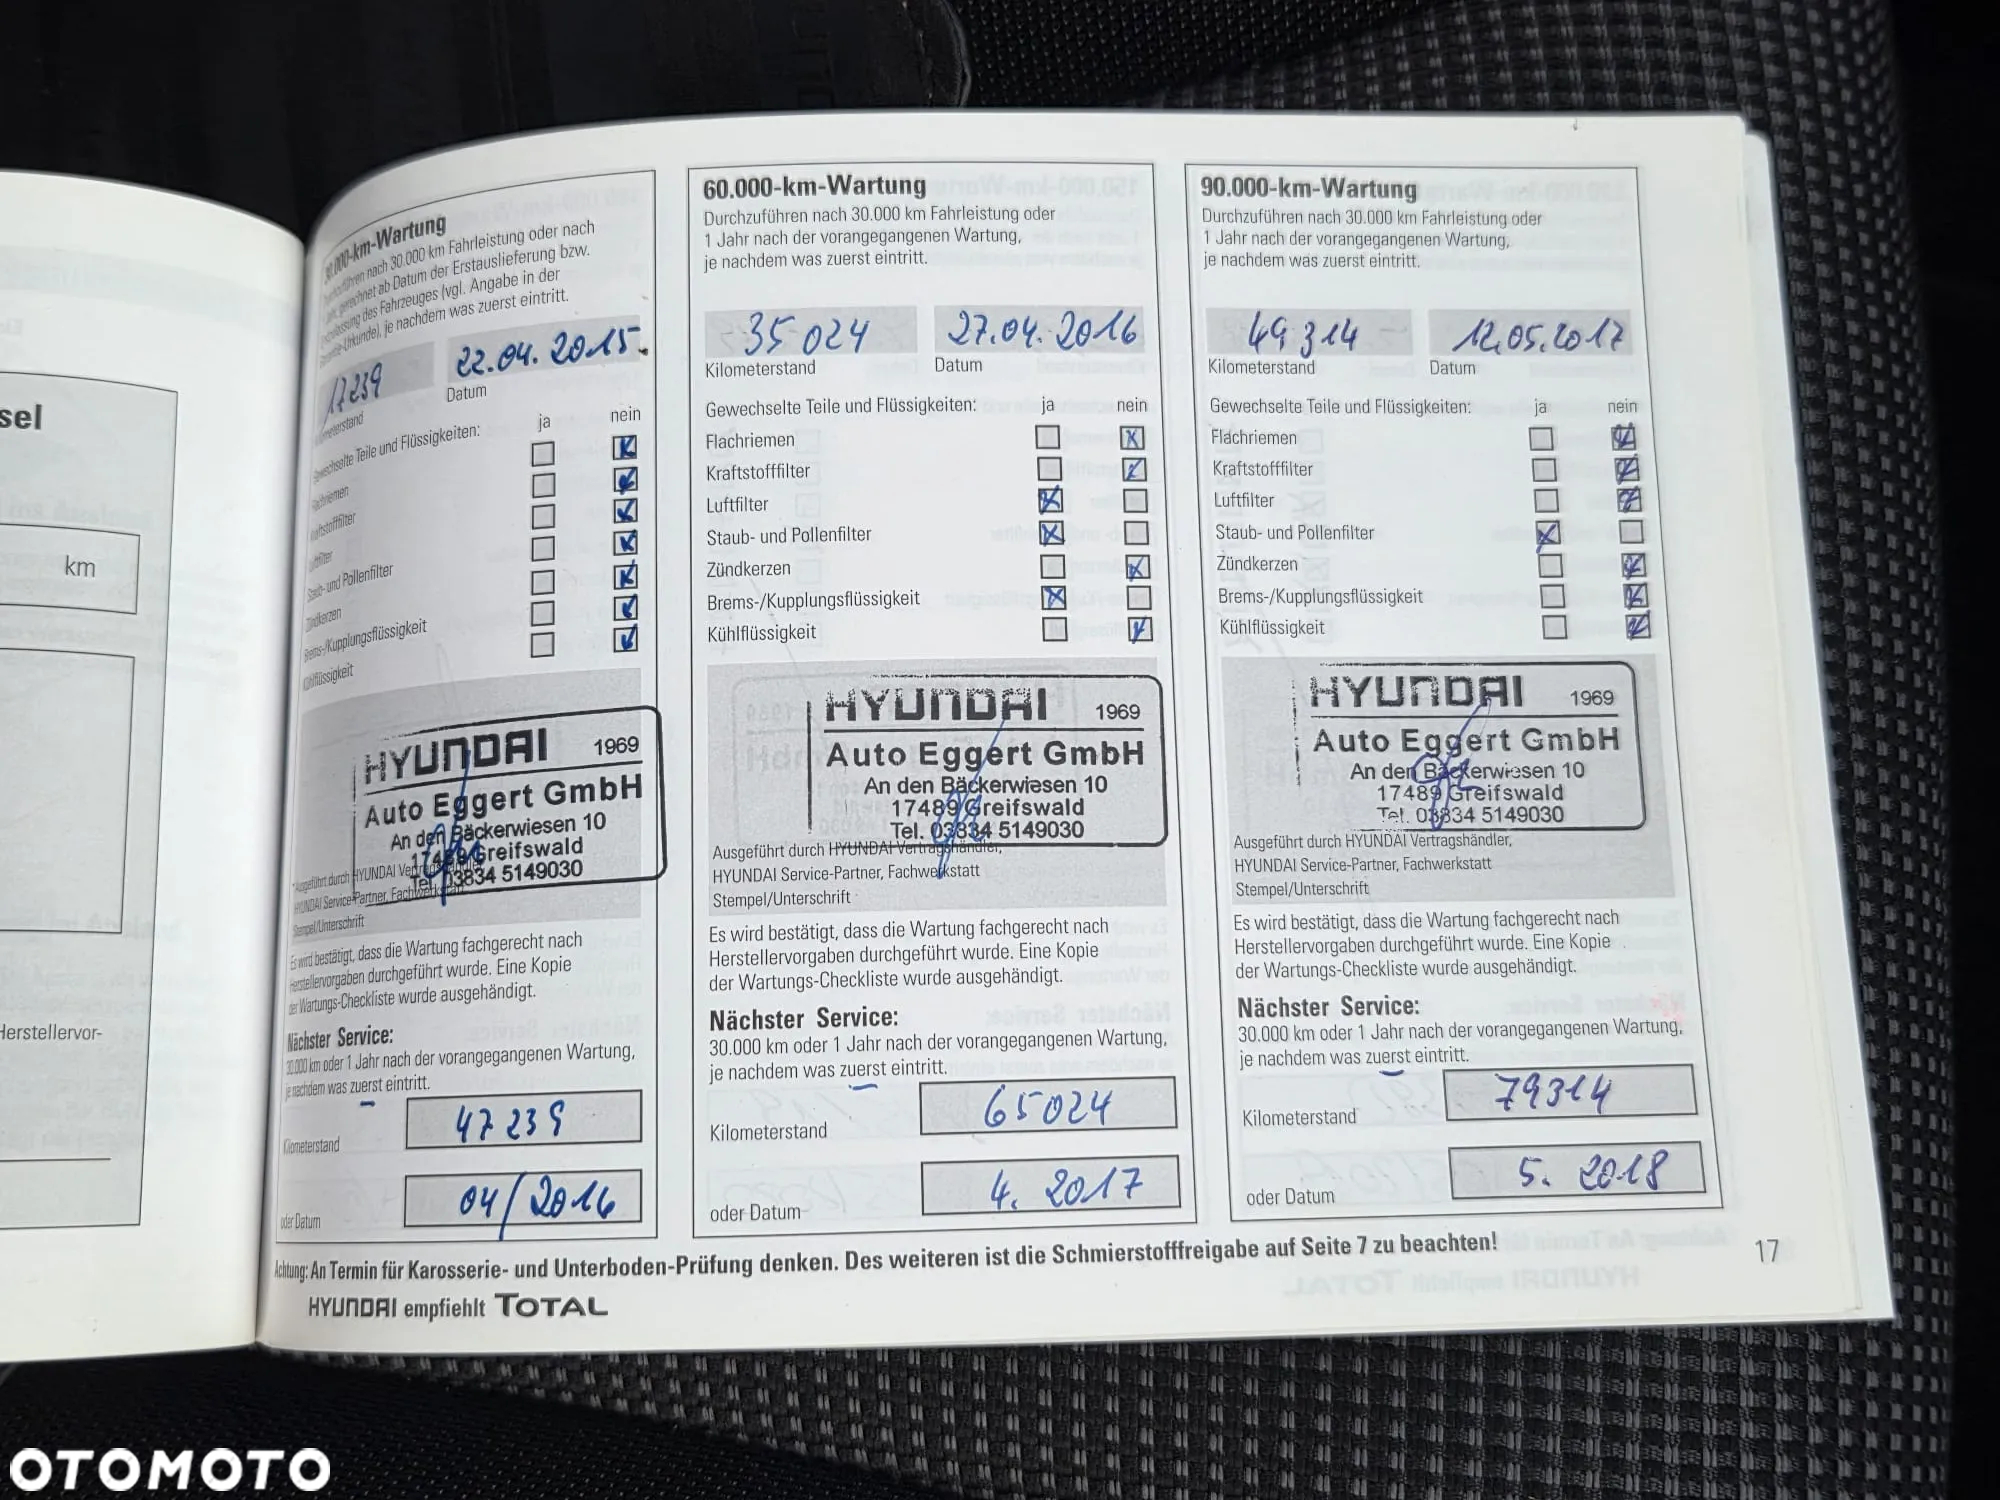 sel
km
Herstellervor-
30.000-km-Wartung
nach 30.000 km Fahrleistung oder nach
gerechnet ab Datum der Erstauslieferung bzw.
des Fahrzeuges (vgl. Angabe in der
je nachdem was zuerst eintritt.
17239
22.04.2015.
Kilometerstand
Datum
Gewechselte Teile und Flüssigkeiten:
ja
nein
Flachriemen
Kraftstofffilter
Luftfilter
Staub- und Pollenfilter
Zündkerzen
Brems-/Kupplungsflüssigkeit
Kühlflüssigkeit
HYUNDAI 1969
Auto Eggert GmbH
An den Bäckerwiesen 10
17489 Greifswald
Tel. 03834 5149030
Ausgeführt durch HYUNDAI Vertragshändler,
HYUNDAI Service-Partner, Fachwerkstatt
Stempel/Unterschrift
Es wird bestätigt, dass die Wartung fachgerecht nach
Herstellervorgaben durchgeführt wurde. Eine Kopie
der Wartungs-Checkliste wurde ausgehändigt.
Nächster Service:
30.000 km oder 1 Jahr nach der vorangegangenen Wartung,
je nachdem was zuerst eintritt.
Kilometerstand
47239
oder Datum
04/2016
60.000-km-Wartung
Durchzuführen nach 30.000 km Fahrleistung oder
1 Jahr nach der vorangegangenen Wartung,
je nachdem was zuerst eintritt.
35024
27.04.2016
Kilometerstand
Datum
Gewechselte Teile und Flüssigkeiten:
ja
nein
Flachriemen
Kraftstofffilter
Luftfilter
Staub- und Pollenfilter
Zündkerzen
Brems-/Kupplungsflüssigkeit
Kühlflüssigkeit
HYUNDAI 1969
Auto Eggert GmbH
An den Bäckerwiesen 10
17489 Greifswald
Tel. 03834 5149030
Ausgeführt durch HYUNDAI Vertragshändler,
HYUNDAI Service-Partner, Fachwerkstatt
Stempel/Unterschrift
Es wird bestätigt, dass die Wartung fachgerecht nach
Herstellervorgaben durchgeführt wurde. Eine Kopie
der Wartungs-Checkliste wurde ausgehändigt.
Nächster Service:
30.000 km oder 1 Jahr nach der vorangegangenen Wartung,
je nachdem was zuerst eintritt.
Kilometerstand
65024
oder Datum
4. 2017
90.000-km-Wartung
Durchzuführen nach 30.000 km Fahrleistung oder
1 Jahr nach der vorangegangenen Wartung,
je nachdem was zuerst eintritt.
49314
12.05.2017
Kilometerstand
Datum
Gewechselte Teile und Flüssigkeiten:
ja
nein
Flachriemen
Kraftstofffilter
Luftfilter
Staub- und Pollenfilter
Zündkerzen
Brems-/Kupplungsflüssigkeit
Kühlflüssigkeit
HYUNDAI 1969
Auto Eggert GmbH
An den Bäckerwiesen 10
17489 Greifswald
Tel. 03834 5149030
Ausgeführt durch HYUNDAI Vertragshändler,
HYUNDAI Service-Partner, Fachwerkstatt
Stempel/Unterschrift
Es wird bestätigt, dass die Wartung fachgerecht nach
Herstellervorgaben durchgeführt wurde. Eine Kopie
der Wartungs-Checkliste wurde ausgehändigt.
Nächster Service:
30.000 km oder 1 Jahr nach der vorangegangenen Wartung,
je nachdem was zuerst eintritt.
Kilometerstand
79314
oder Datum
5. 2018
Achtung: An Termin für Karosserie- und Unterboden-Prüfung denken. Des weiteren ist die Schmierstofffreigabe auf Seite 7 zu beachten!
17
HYUNDAI empfiehlt TOTAL
OTOMOTO